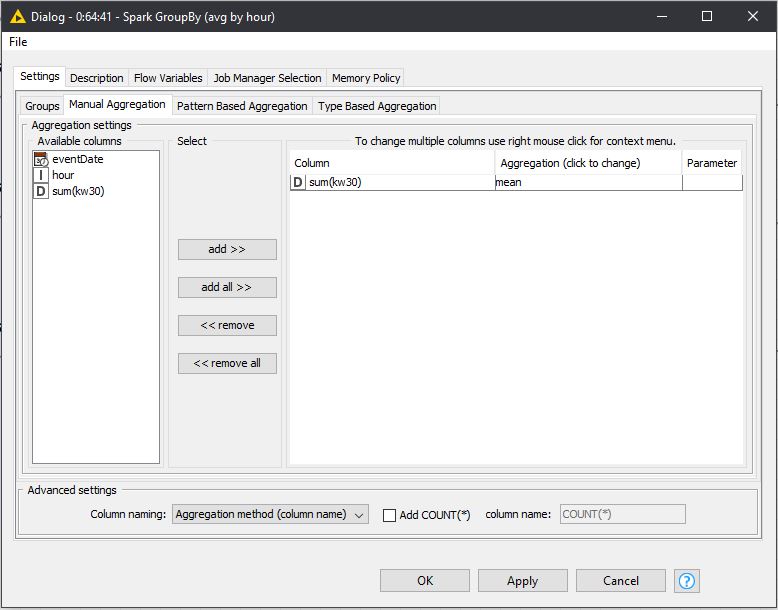 Dialog - 0:64:41 - Spark GroupBy (avg by hour)
File
Settings Description Flow Variables Job Manager Selection Memory Policy
Groups Manual Aggregation Pattern Based Aggregation Type Based Aggregation
Aggregation settings
Available columns Select To change multiple columns use right mouse click for context menu.
eventDate
I hour
D sum(kw30)
Column Aggregation (click to change) Parameter
D sum(kw30) mean
add >>
add all >>
<< remove
<< remove all
Advanced settings
Column naming: Aggregation method (column name) Add COUNT(*) column name: COUNT(*)
OK Apply Cancel ?